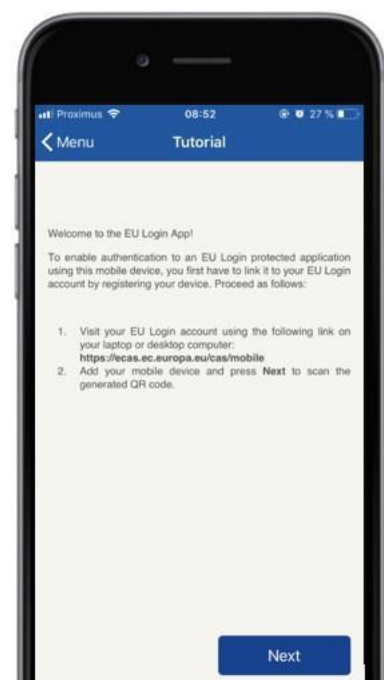 Proximus 08:52 27 %
Menu Tutorial
Welcome to the EU Login App!
To enable authentication to an EU Login protected application
using this mobile device, you first have to link it to your EU Login
account by registering your device. Proceed as follows:
1. Visit your EU Login account using the following link on
your laptop or desktop computer:
https://ecas.ec.europa.eu/cas/mobile
2. Add your mobile device and press Next to scan the
generated QR code.
Next